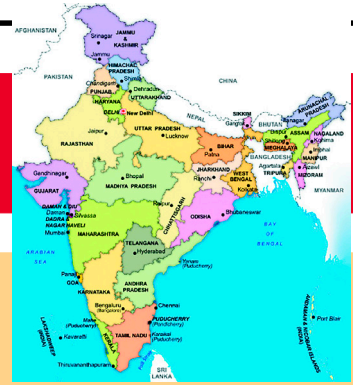 AFGHANISTAN
JAMMU
&
KASHMIR
Srinagar
Jammu
HIMACHAL
PRADESH
Shimla
PAKISTAN
Chandigarh
PUNJAB
Dehradun
UTTARAKHAND
CHINA
HARYANA
DELHI
New Delhi
NEPAL
SIKKIM
Gangtok
BHUTAN
ARUNACHAL
PRADESH
Itanagar
Jaipur
RAJASTHAN
UTTAR PRADESH
Lucknow
BIHAR
Patna
Dispur
ASSAM
NAGALAND
Kohima
Shillong
MEGHALAYA
Imphal
MANIPUR
BANGLADESH
Agartala
TRIPURA
Aizawl
MIZORAM
MYANMAR
Gandhinagar
GUJARAT
Bhopal
MADHYA PRADESH
JHARKHAND
Ranchi
WEST
BENGAL
Kolkata
Raipur
CHHATTISGARH
ODISHA
Bhubaneswar
DAMAN & DIU
Daman
Silvassa
DADRA &
NAGAR HAVELI
Mumbai
MAHARASHTRA
BAY
OF
BENGAL
ARABIAN
SEA
TELANGANA
Hyderabad
Yanam
(Puducherry)
Panaji
GOA
KARNATAKA
ANDHRA
PRADESH
Bengaluru
(Bangalore)
Chennai
Mahe
(Puducherry)
PUDUCHERRY
(Pondicherry)
Karaikal
(Puducherry)
TAMIL NADU
KERALA
LAKSHADWEEP
(INDIA)
Kavaratti
Thiruvananthapuram
SRI
LANKA
ANDAMAN & NICOBAR ISLANDS
(INDIA)
Port Blair